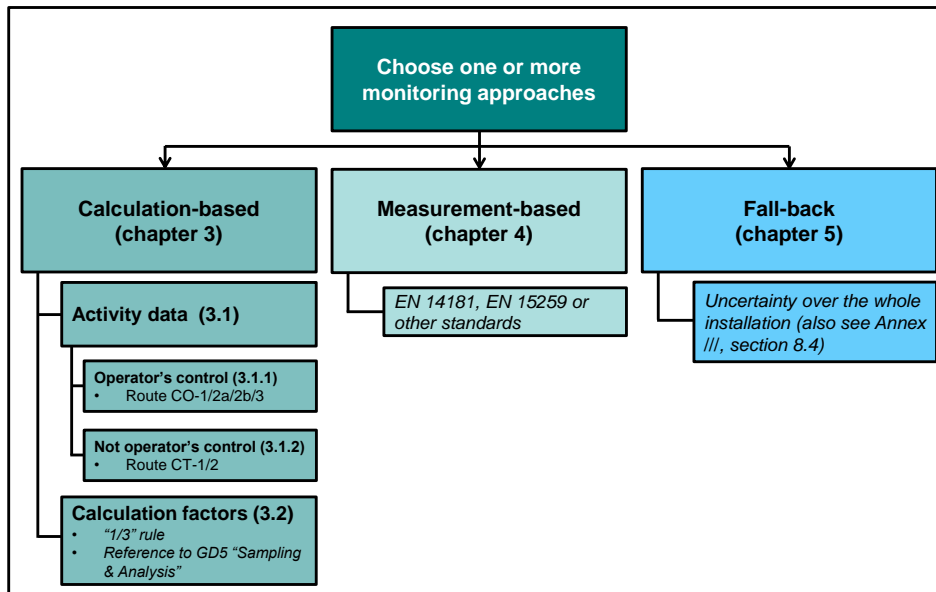 Choose one or more
monitoring approaches
Calculation-based
(chapter 3)
Measurement-based
(chapter 4)
Fall-back
(chapter 5)
Activity data (3.1)
Operator’s control (3.1.1)
• Route CO-1/2a/2b/3
Not operator’s control (3.1.2)
• Route CT-1/2
Calculation factors (3.2)
• “1/3” rule
• Reference to GD5 “Sampling
& Analysis”
EN 14181, EN 15259 or
other standards
Uncertainty over the whole
installation (also see Annex
III, section 8.4)